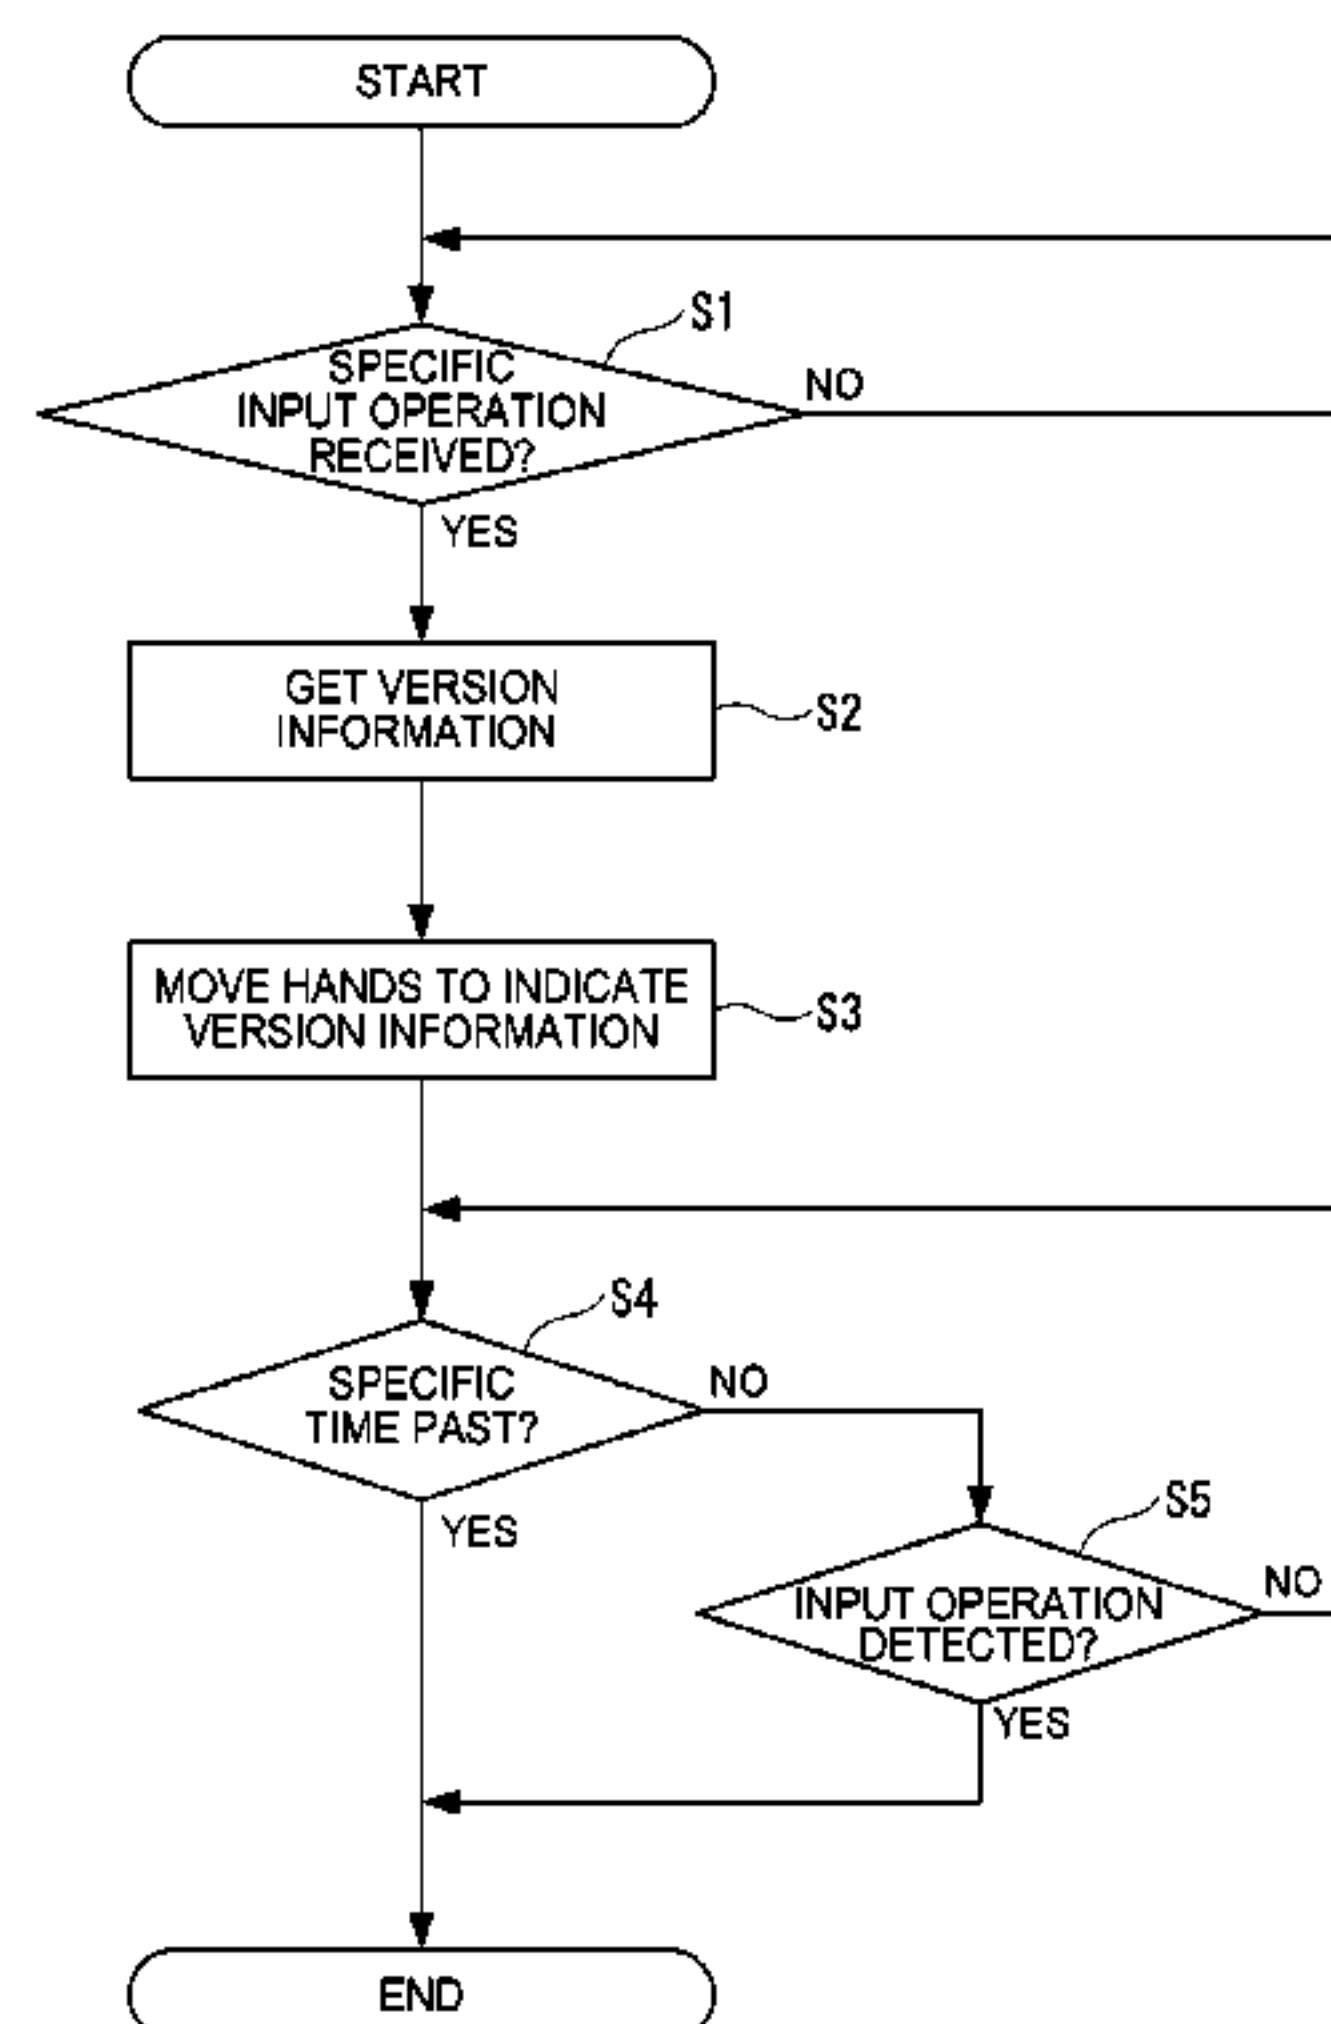 START
S1
SPECIFIC
INPUT OPERATION
RECEIVED?
NO
YES
GET VERSION
INFORMATION
S2
MOVE HANDS TO INDICATE
VERSION INFORMATION
S3
S4
SPECIFIC
TIME PAST?
NO
YES
S5
INPUT OPERATION
DETECTED?
NO
YES
END